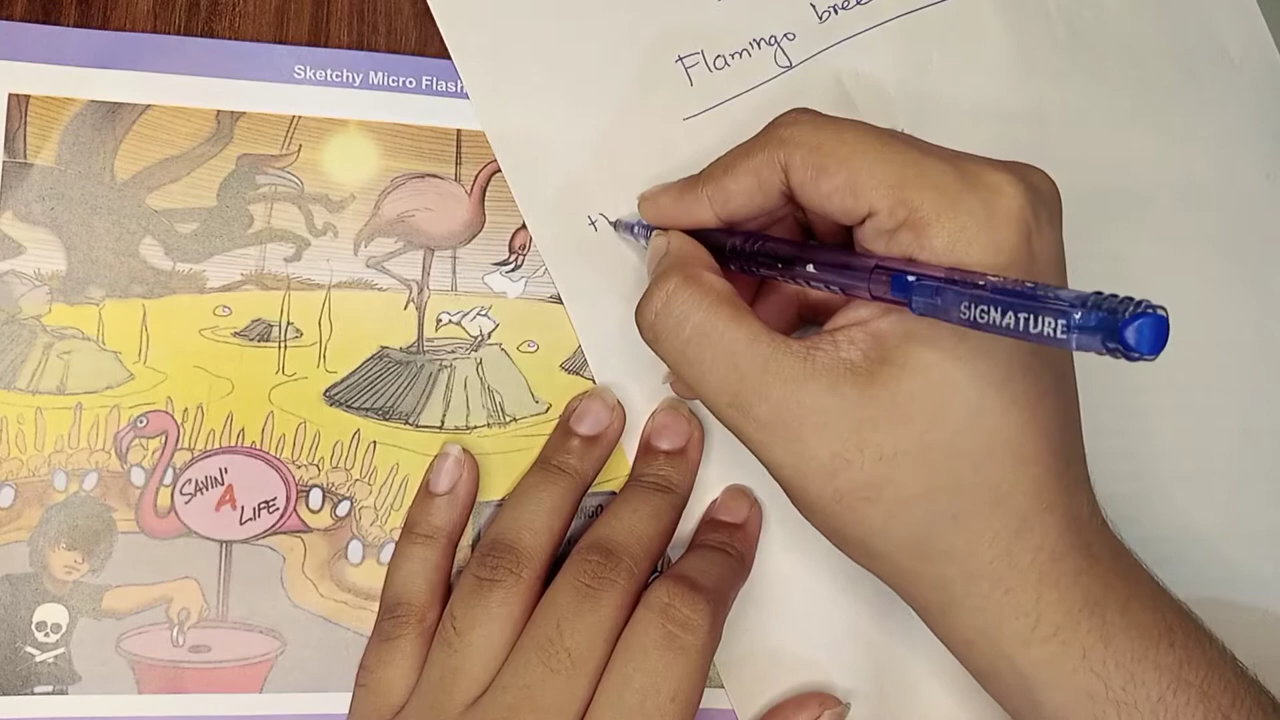 Sketchy Micro Flash
Flamingo bree
SIGNATURE
SAVIN'
A
LIFE